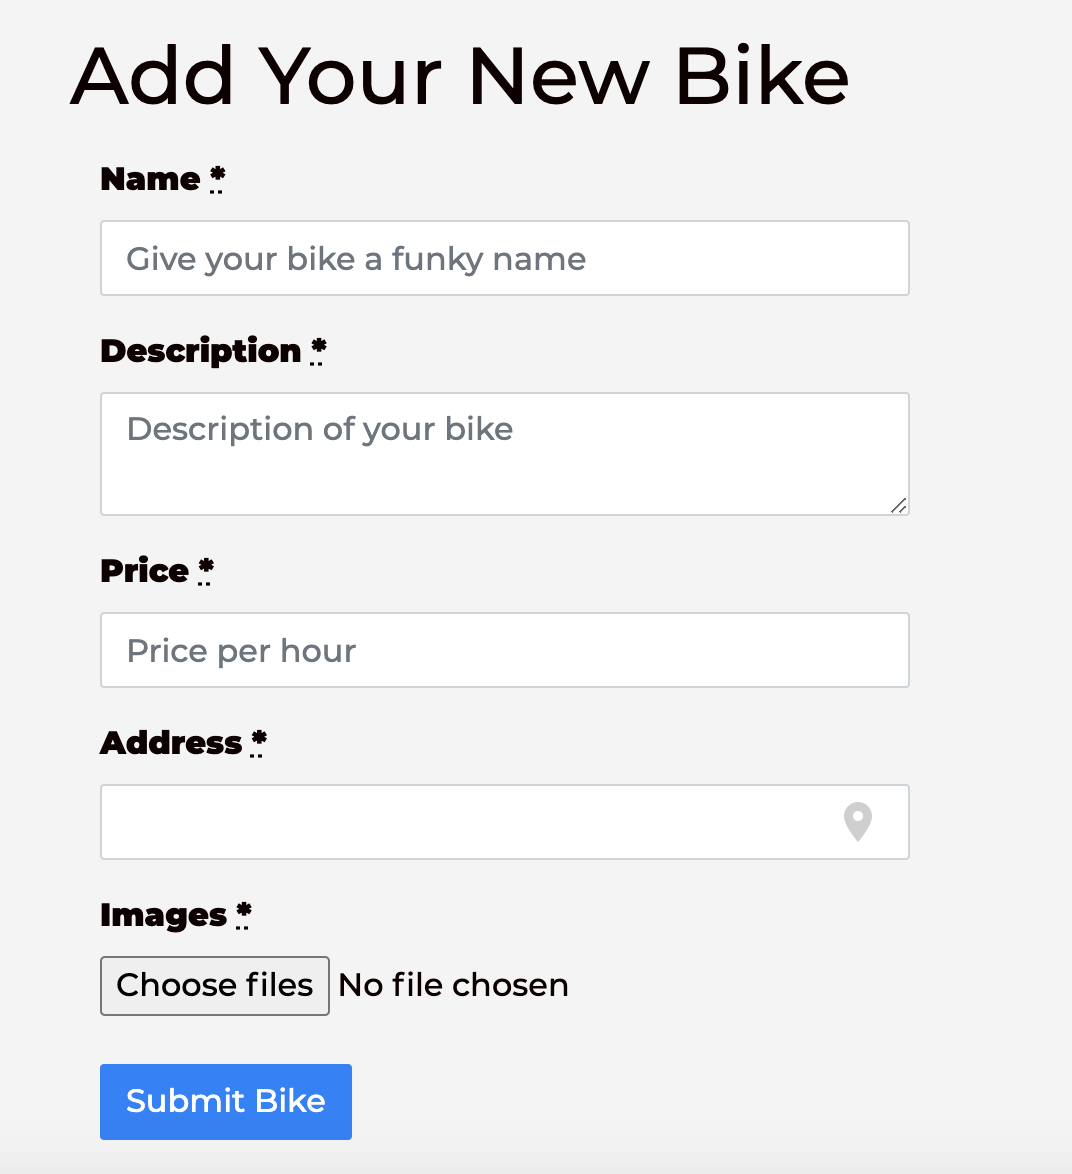 Add Your New Bike
Name *
Give your bike a funky name
Description *
Description of your bike
Price *
Price per hour
Address *
Images *
Choose files No file chosen
Submit Bike